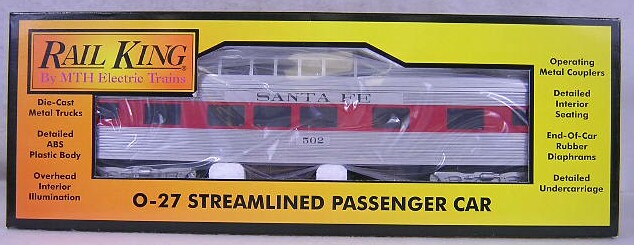 RAIL KING
By MTH Electric Trains
Die-Cast
Metal Trucks
Detailed
ABS
Plastic Body
Overhead
Interior
Illumination
SANTA FE
502
Operating
Metal Couplers
Detailed
Interior
Seating
End-Of-Car
Rubber
Diaphrams
Detailed
Undercarriage
O-27 STREAMLINED PASSENGER CAR